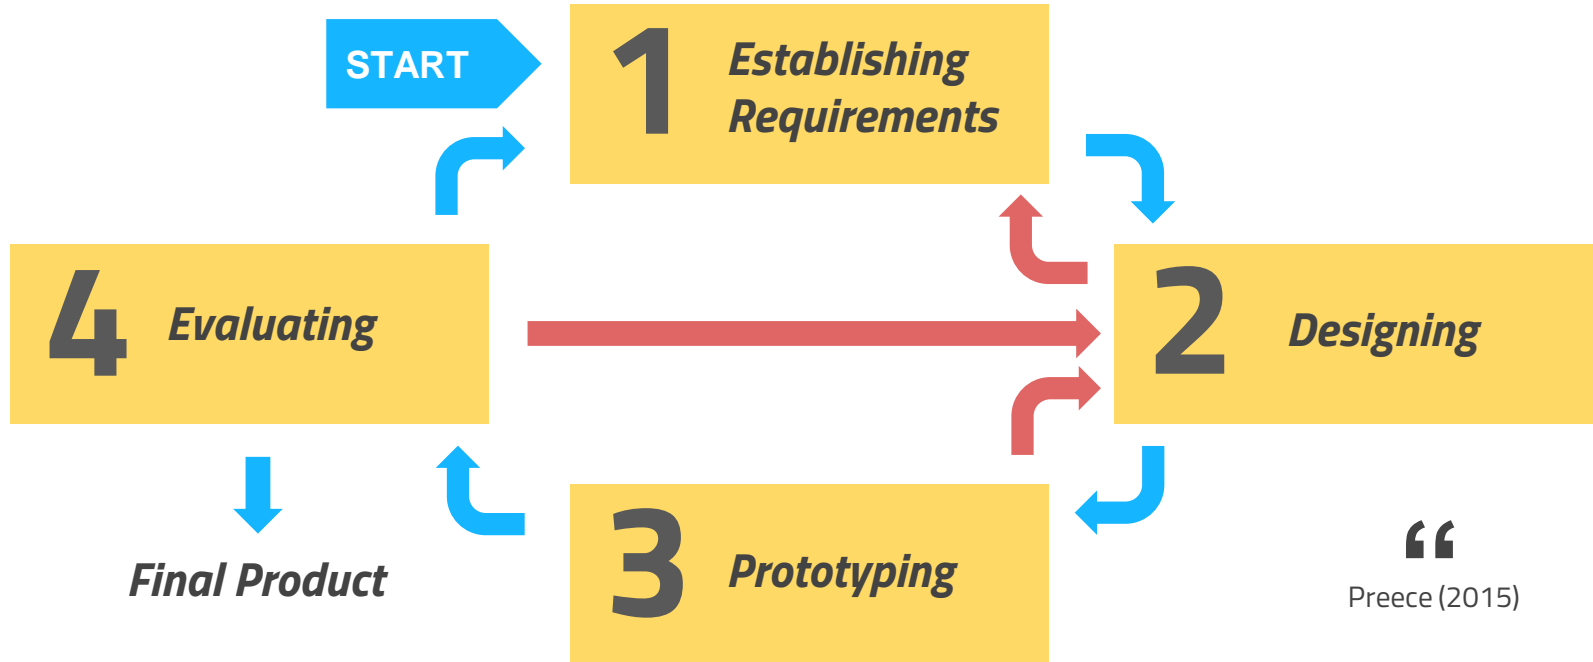 START
1
Establishing
Requirements
4
Evaluating
2
Designing
3
Prototyping
Final Product
“
Preece (2015)